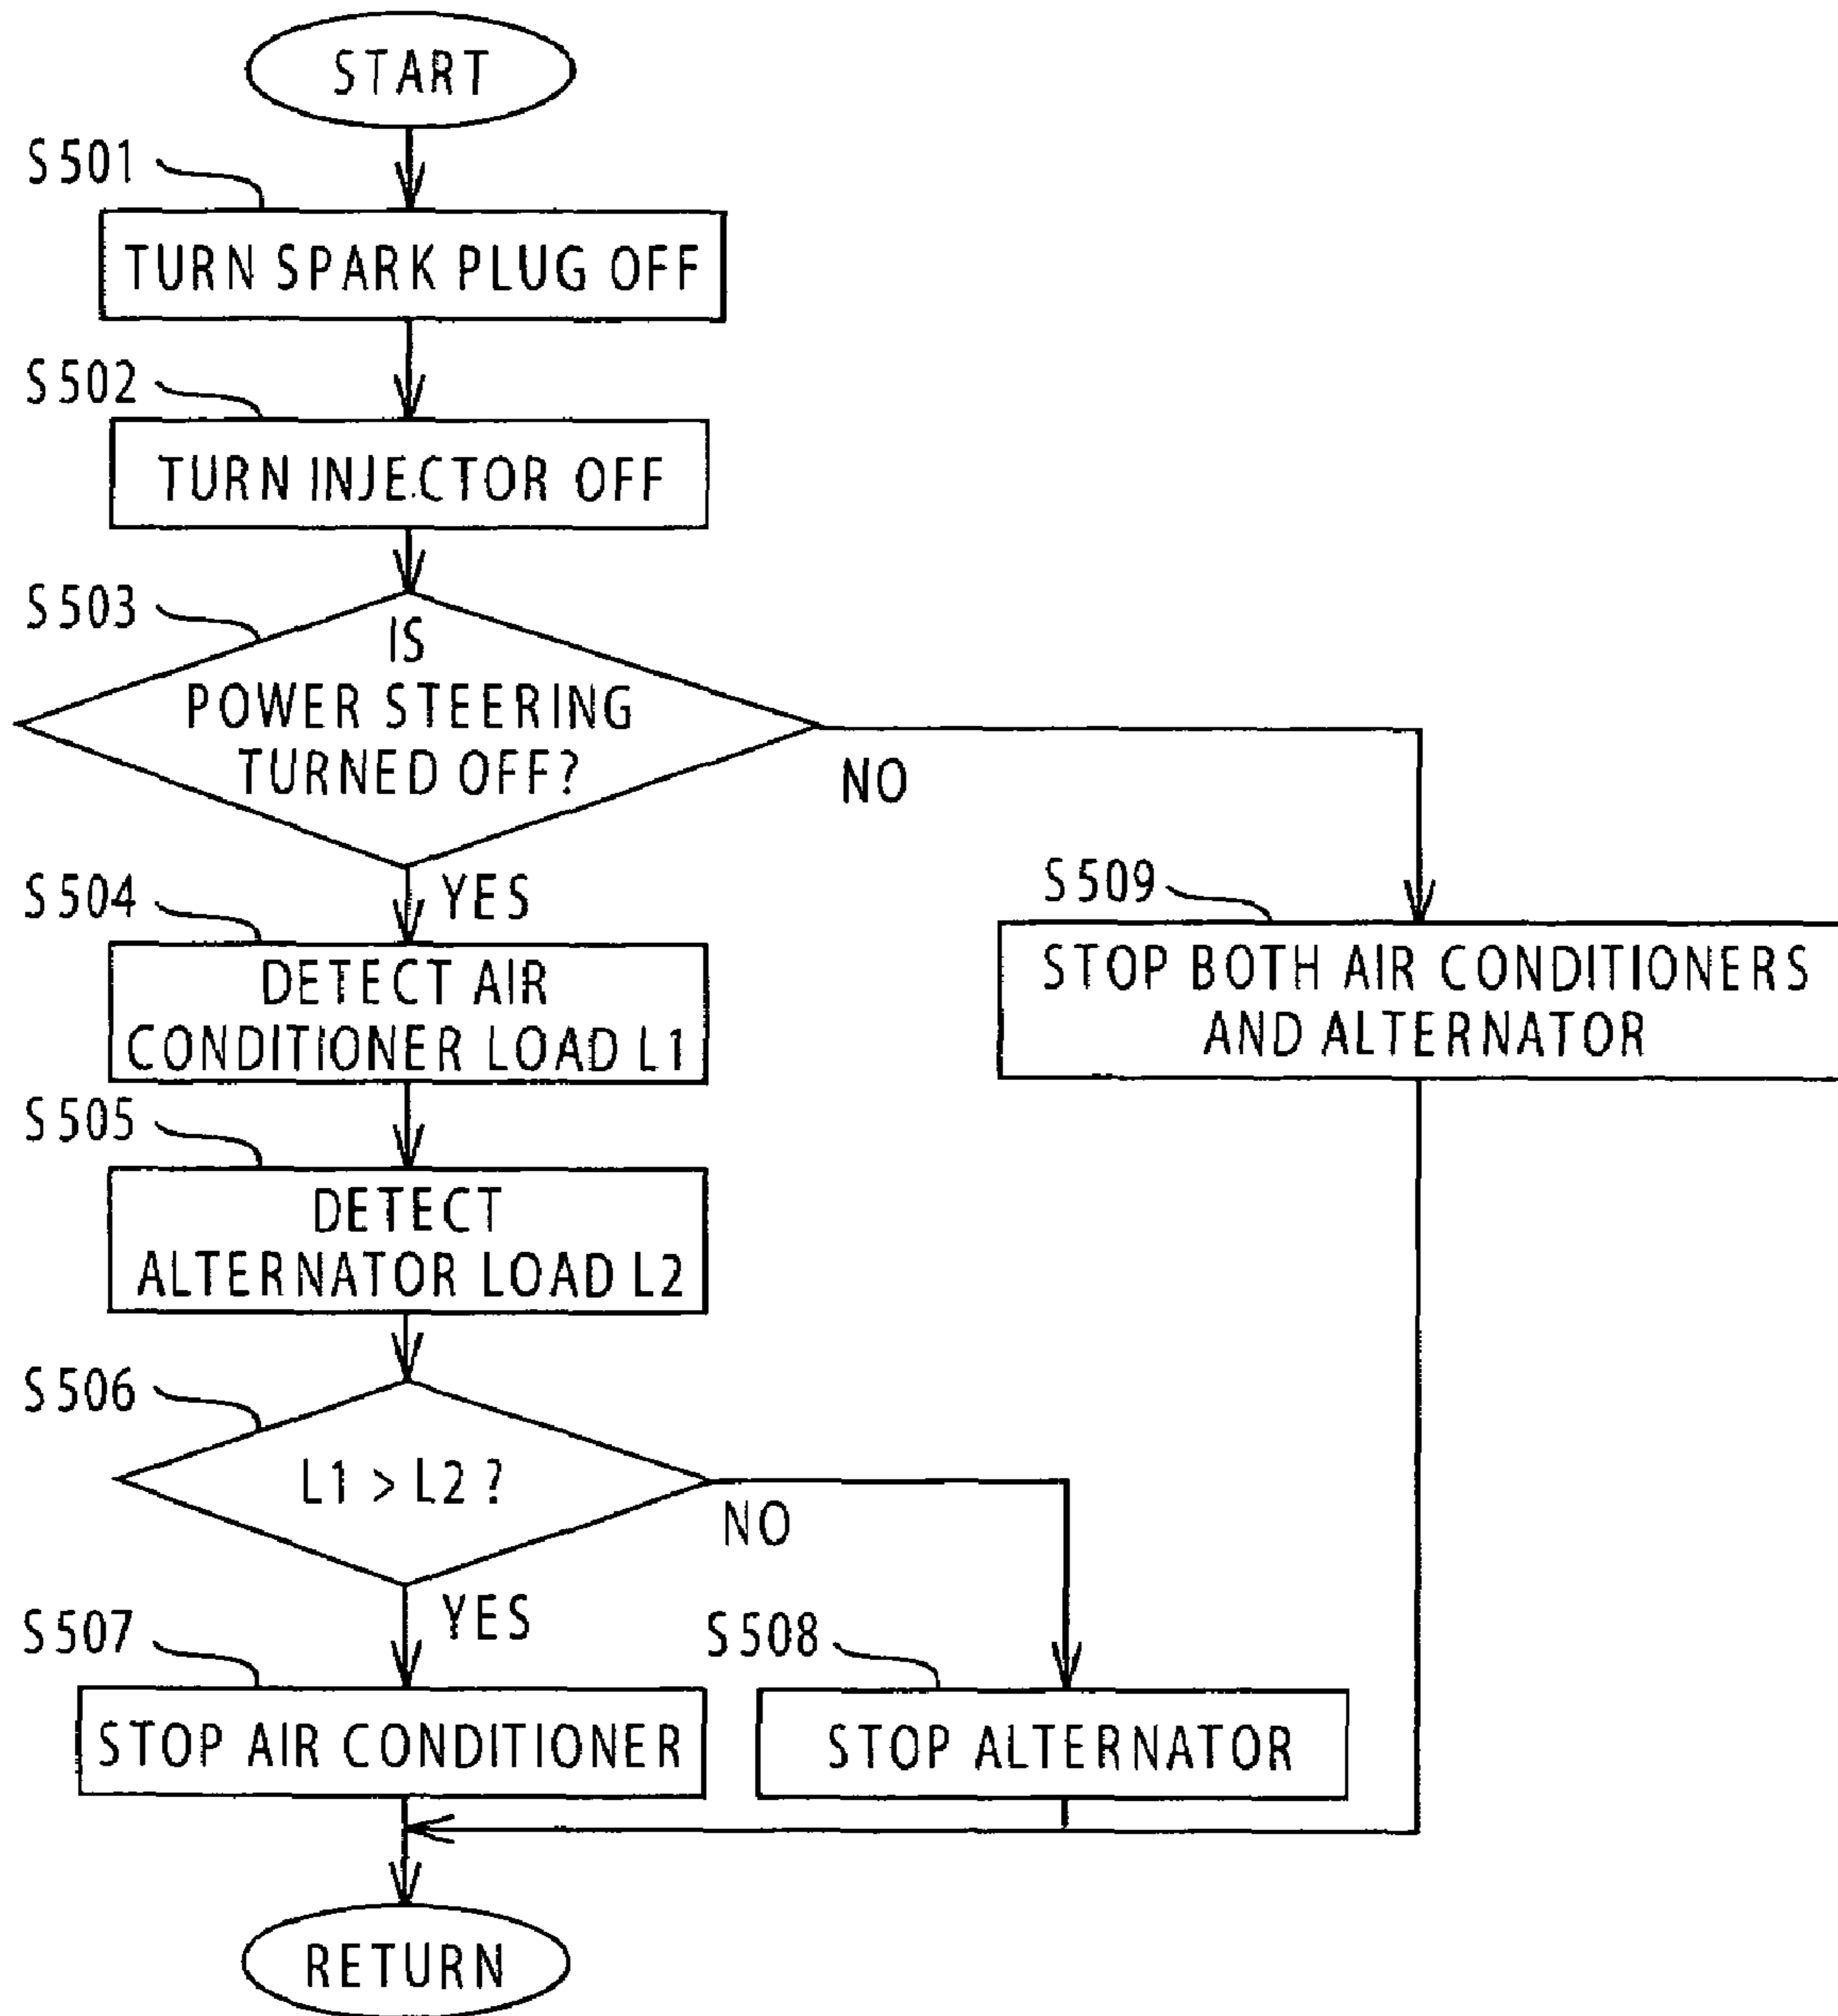 START
S501
TURN SPARK PLUG OFF
S502
TURN INJECTOR OFF
S503
IS
POWER STEERING
TURNED OFF?
NO
YES
S504
DETECT AIR
CONDITIONER LOAD L1
S509
STOP BOTH AIR CONDITIONERS
AND ALTERNATOR
S505
DETECT
ALTERNATOR LOAD L2
S506
L1 > L2 ?
NO
YES
S507
STOP AIR CONDITIONER
S508
STOP ALTERNATOR
RETURN